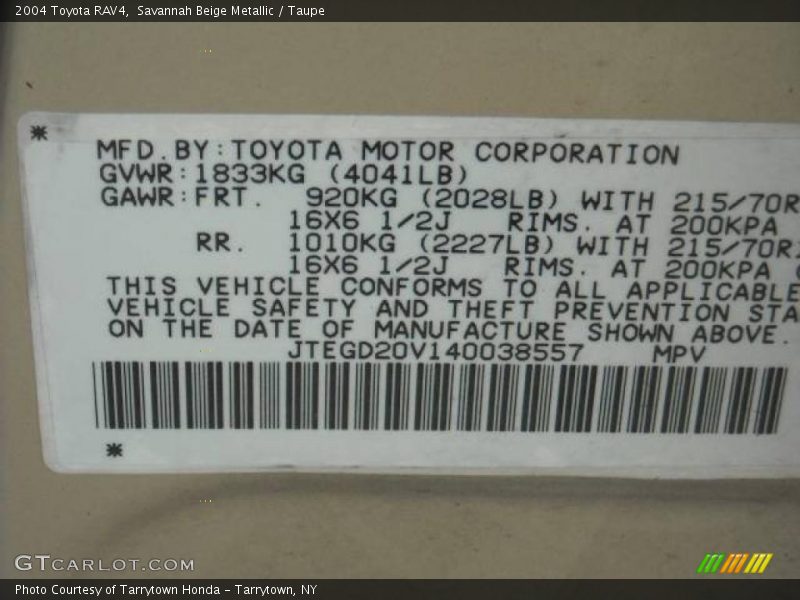 2004 Toyota RAV4, Savannah Beige Metallic / Taupe
MFD.BY:TOYOTA MOTOR CORPORATION
GVWR:1833KG (4041LB)
GAWR:FRT. 920KG (2028LB) WITH 215/70R
16X6 1/2J RIMS. AT 200KPA
RR. 1010KG (2227LB) WITH 215/70R
16X6 1/2J RIMS. AT 200KPA
THIS VEHICLE CONFORMS TO ALL APPLICABLE
VEHICLE SAFETY AND THEFT PREVENTION STA
ON THE DATE OF MANUFACTURE SHOWN ABOVE.
JTEGD20V140038557 MPV
GTCARLOT.COM
Photo Courtesy of Tarrytown Honda - Tarrytown, NY